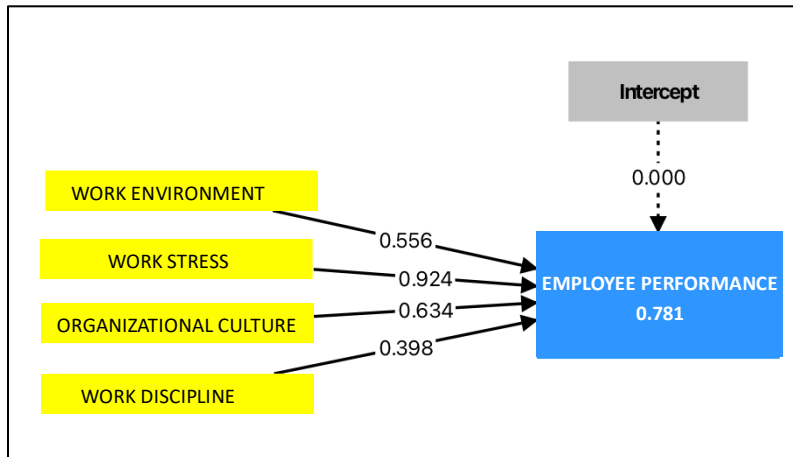 Intercept
0.000
WORK ENVIRONMENT
0.556
WORK STRESS
0.924
EMPLOYEE PERFORMANCE
0.781
ORGANIZATIONAL CULTURE
0.634
0.398
WORK DISCIPLINE